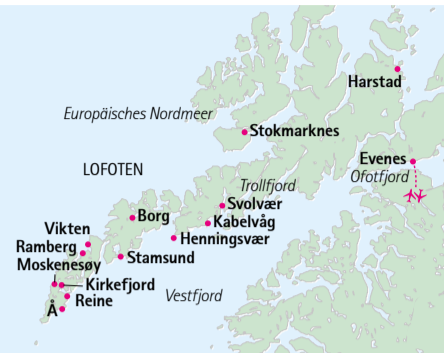 Harstad
Europäisches Nordmeer
Stokmarknes
Evenes
Ofotfjord
LOFOTEN
Trollfjord
Svolvær
Borg
Kabelvåg
Vikten
Henningsvær
Ramberg
Stamsund
Moskenesøy
Kirkefjord
Vestfjord
Reine
Å